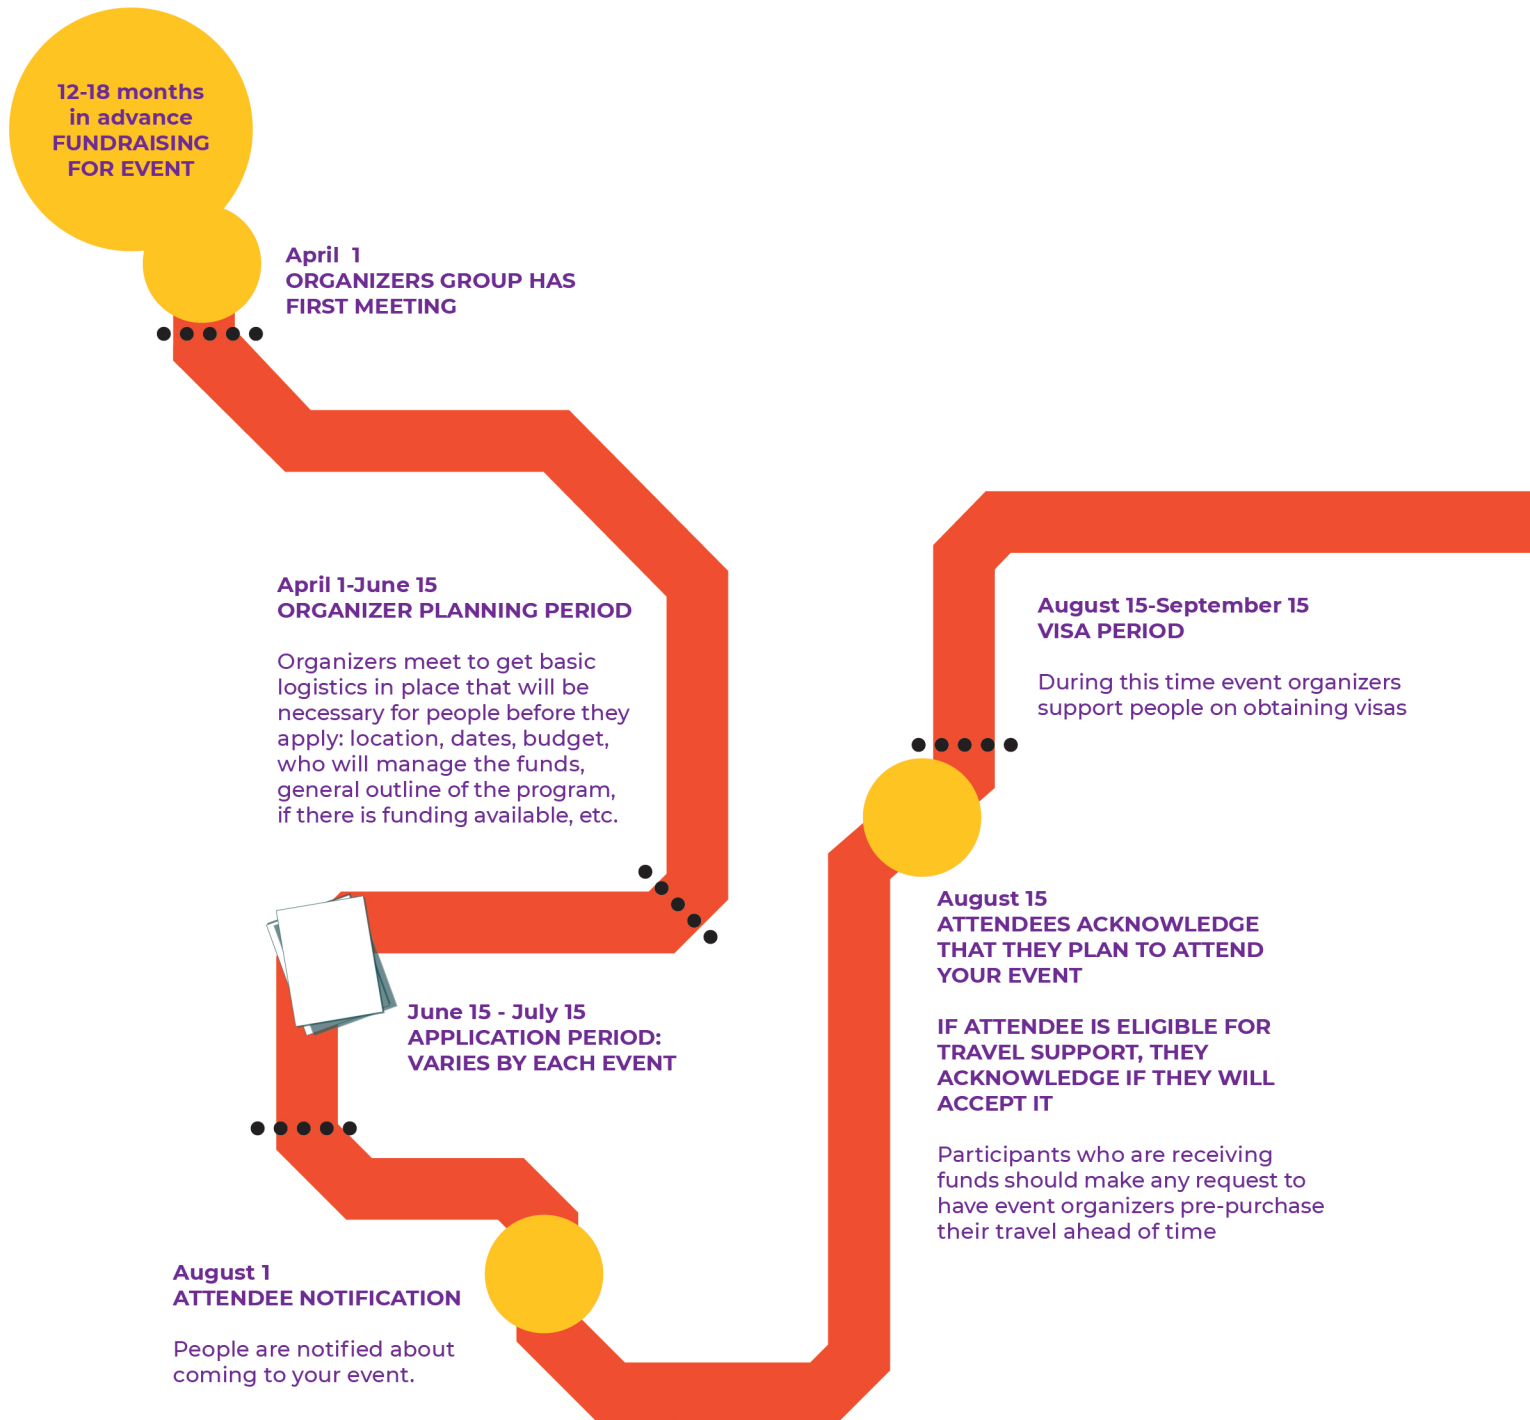 12-18 months
in advance
FUNDRAISING
FOR EVENT
April 1
ORGANIZERS GROUP HAS
FIRST MEETING
April 1-June 15
ORGANIZER PLANNING PERIOD
Organizers meet to get basic
logistics in place that will be
necessary for people before they
apply: location, dates, budget,
who will manage the funds,
general outline of the program,
if there is funding available, etc.
June 15 - July 15
APPLICATION PERIOD:
VARIES BY EACH EVENT
August 1
ATTENDEE NOTIFICATION
People are notified about
coming to your event.
August 15
ATTENDEES ACKNOWLEDGE
THAT THEY PLAN TO ATTEND
YOUR EVENT
IF ATTENDEE IS ELIGIBLE FOR
TRAVEL SUPPORT, THEY
ACKNOWLEDGE IF THEY WILL
ACCEPT IT
Participants who are receiving
funds should make any request to
have event organizers pre-purchase
their travel ahead of time
August 15-September 15
VISA PERIOD
During this time event organizers
support people on obtaining visas